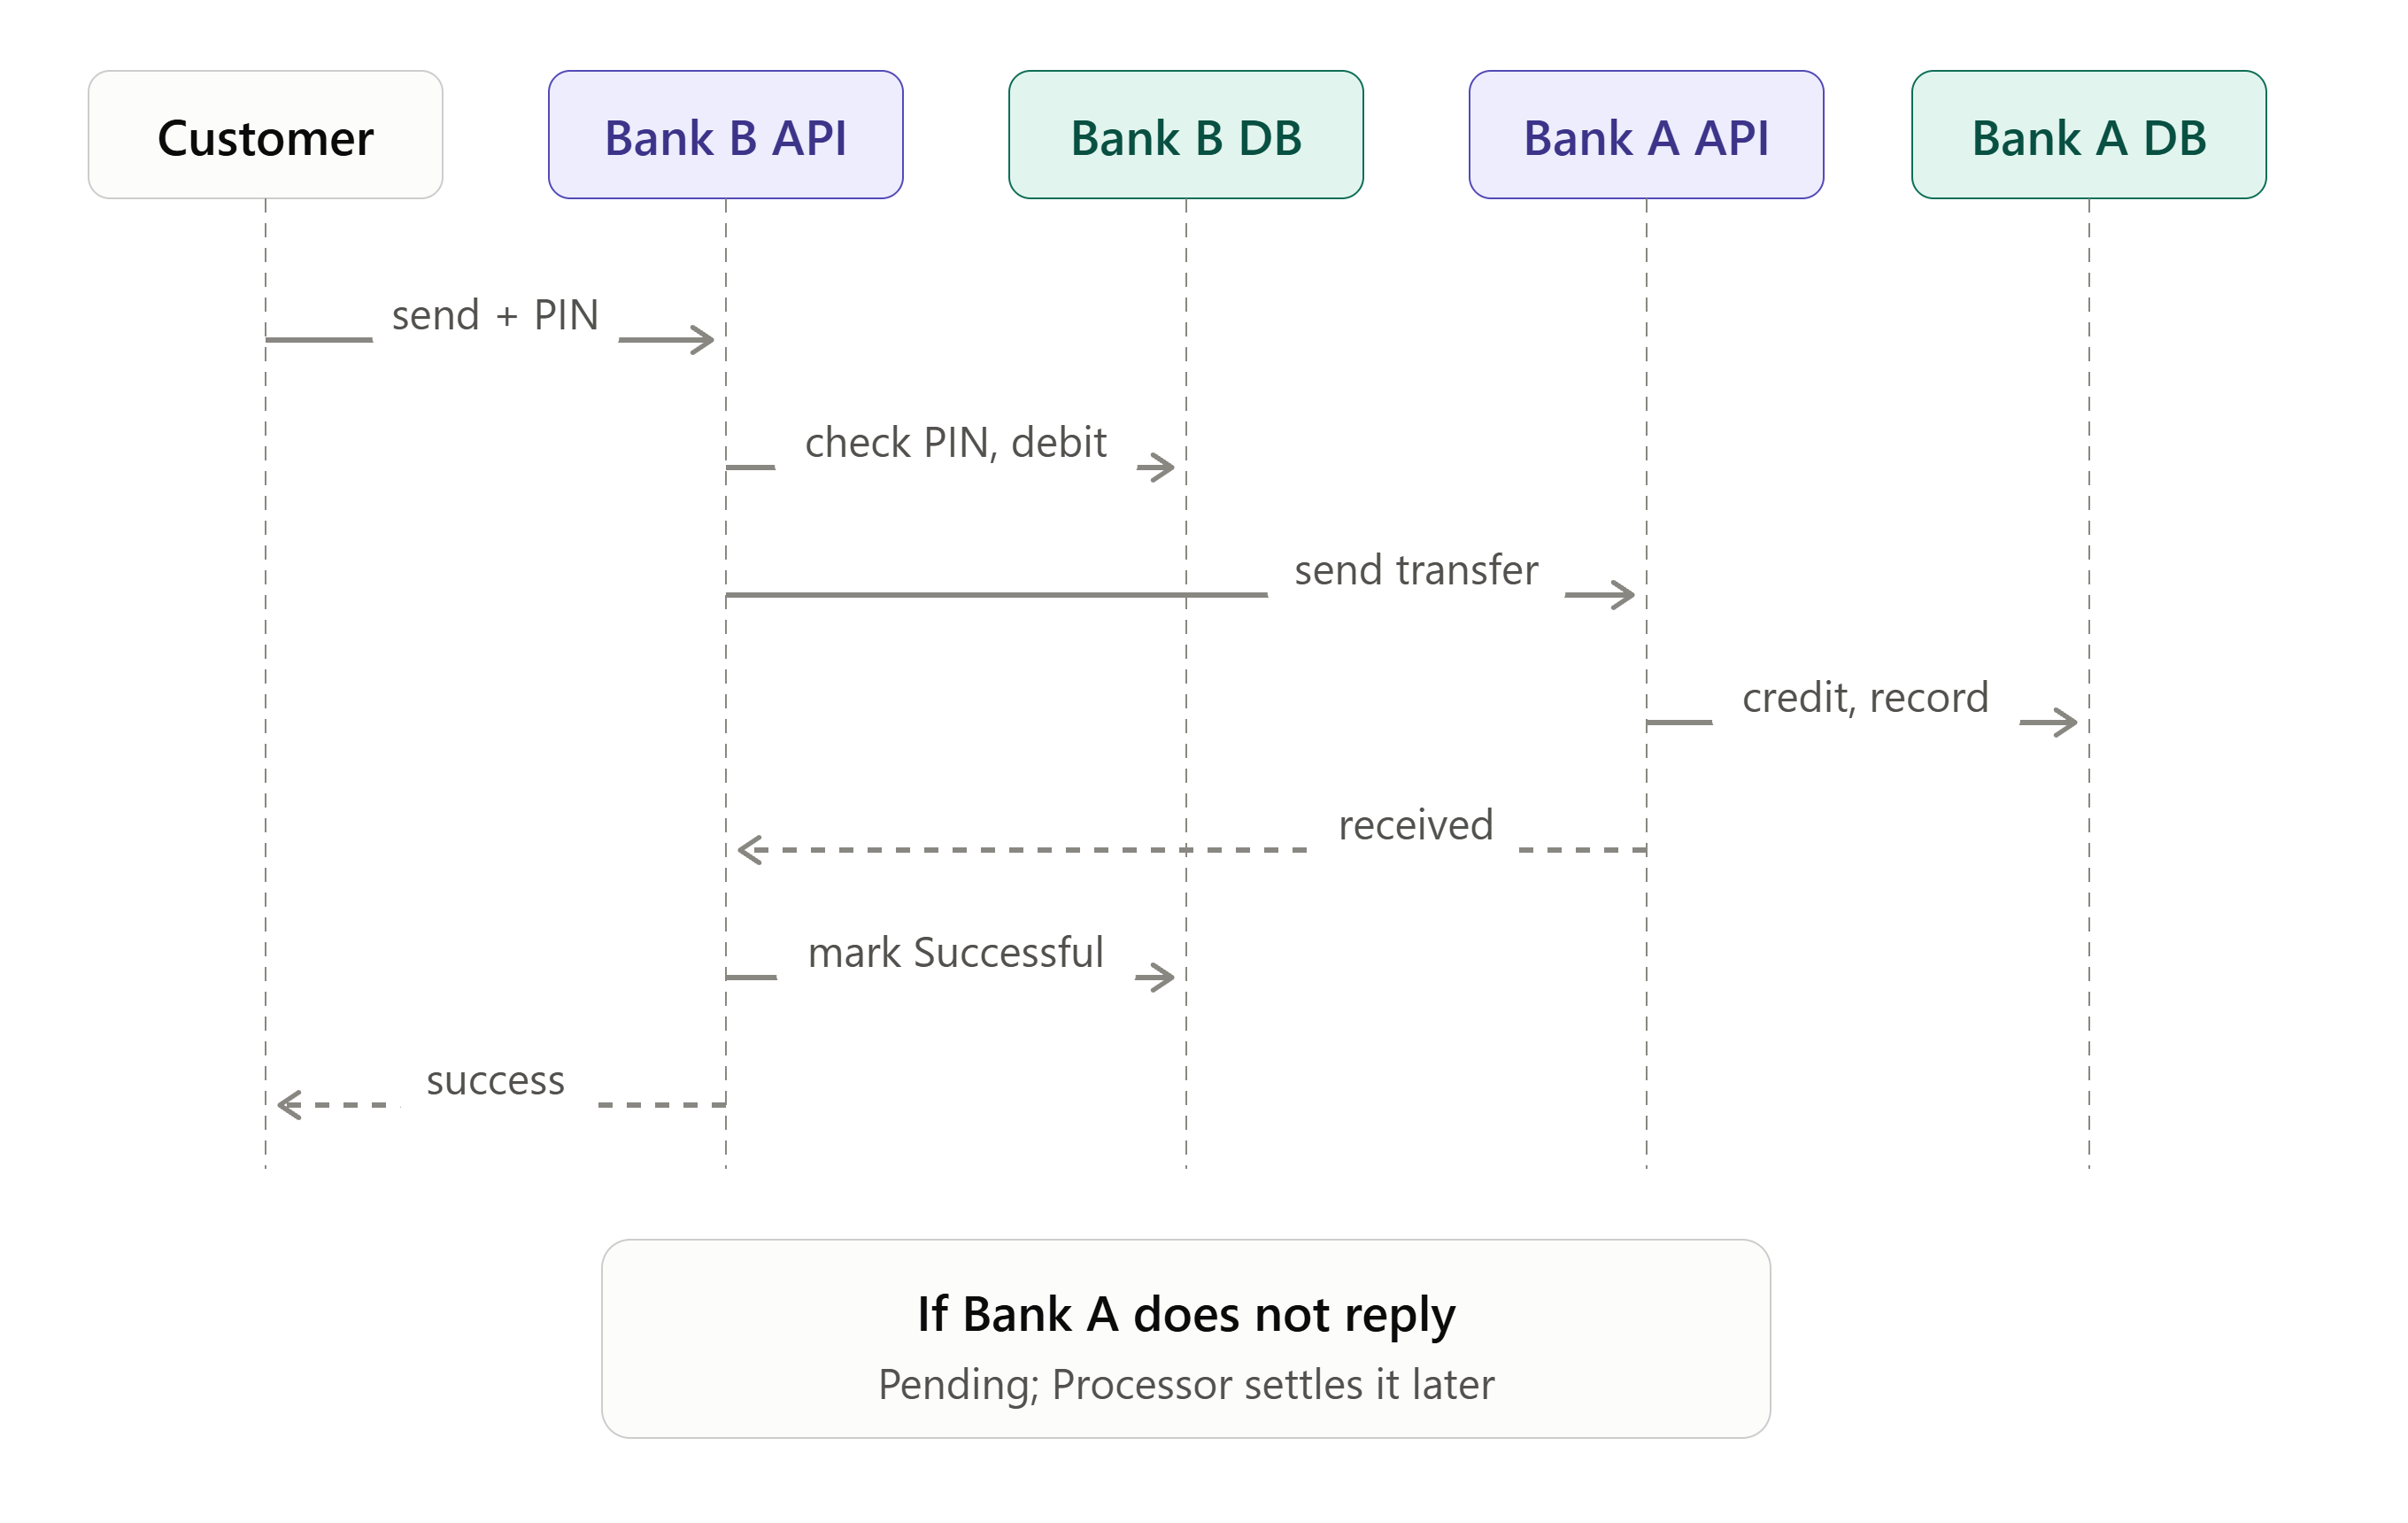 Customer
Bank B API
Bank B DB
Bank A API
Bank A DB
send + PIN
check PIN, debit
send transfer
credit, record
received
mark Successful
success
If Bank A does not reply
Pending; Processor settles it later